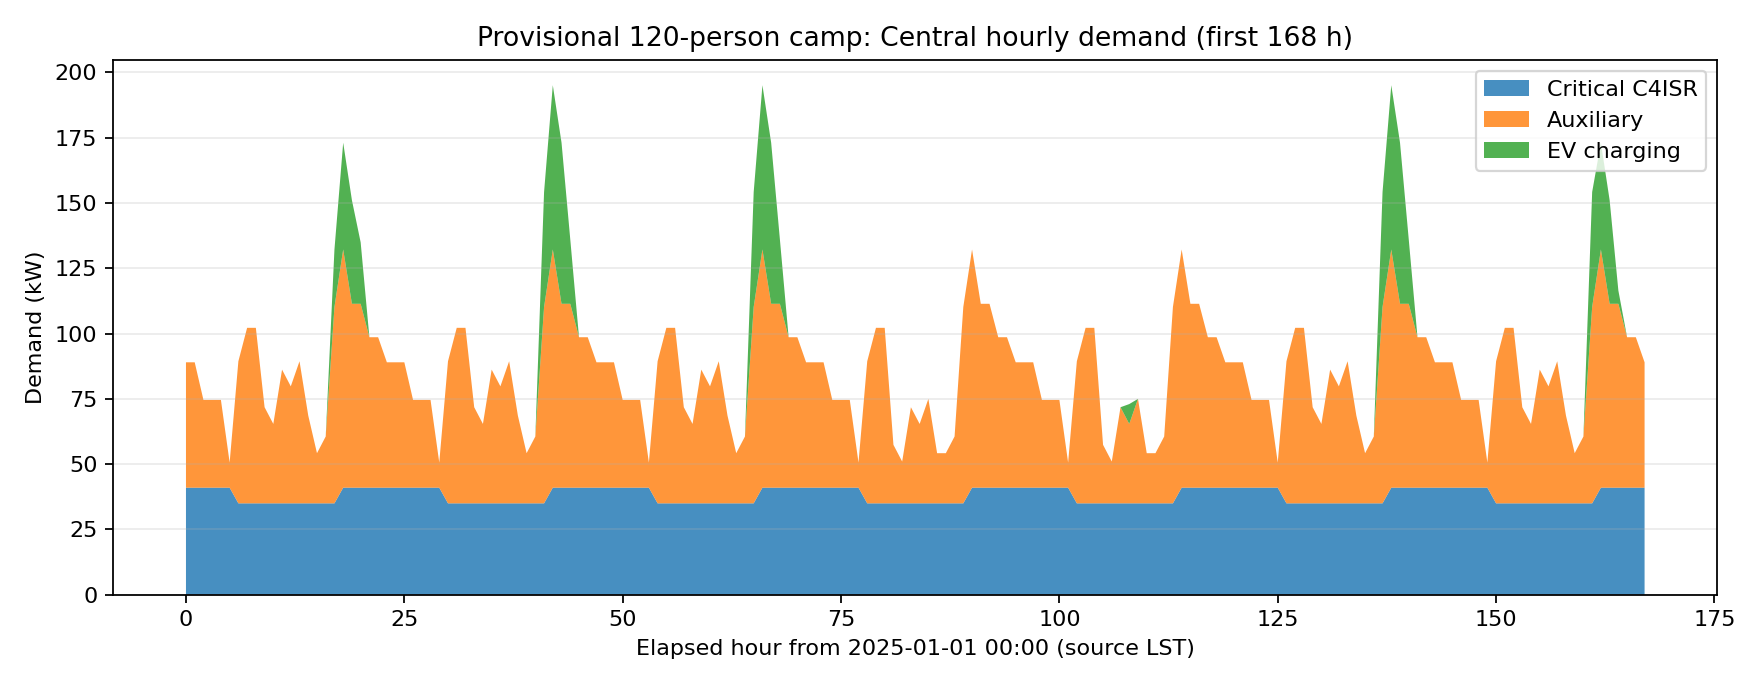 Provisional 120-person camp: Central hourly demand (first 168 h)
Critical C4ISR
Auxiliary
EV charging
Demand (kW)
200
175
150
125
100
75
50
25
0
0 25 50 75 100 125 150 175
Elapsed hour from 2025-01-01 00:00 (source LST)